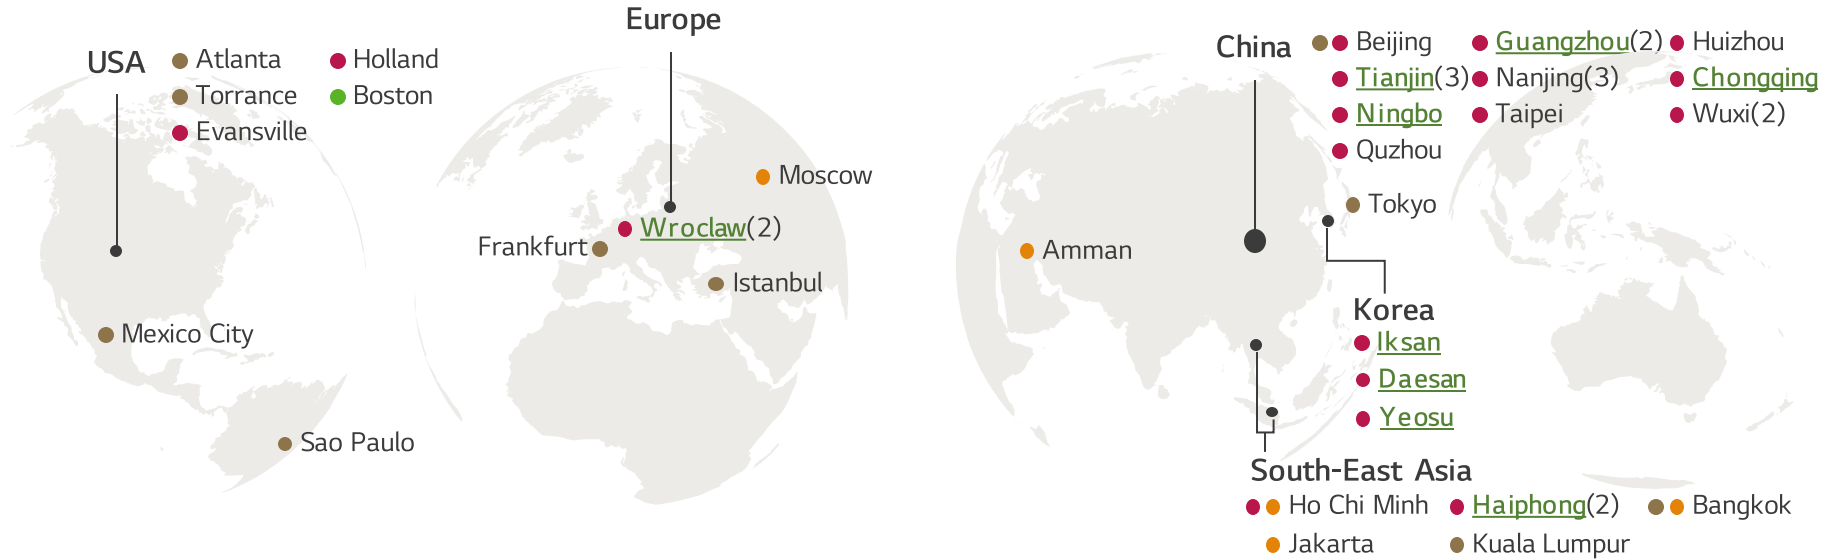 USA
Atlanta
Holland
Torrance
Boston
Evansville
Mexico City
Sao Paulo
Europe
Moscow
Wroclaw(2)
Frankfurt
Istanbul
China
Beijing
Guangzhou(2)
Huizhou
Tianjin(3)
Nanjing(3)
Chongqing
Ningbo
Taipei
Wuxi(2)
Quzhou
Tokyo
Amman
Korea
Iksan
Daesan
Yeosu
South-East Asia
Ho Chi Minh
Haiphong(2)
Bangkok
Jakarta
Kuala Lumpur